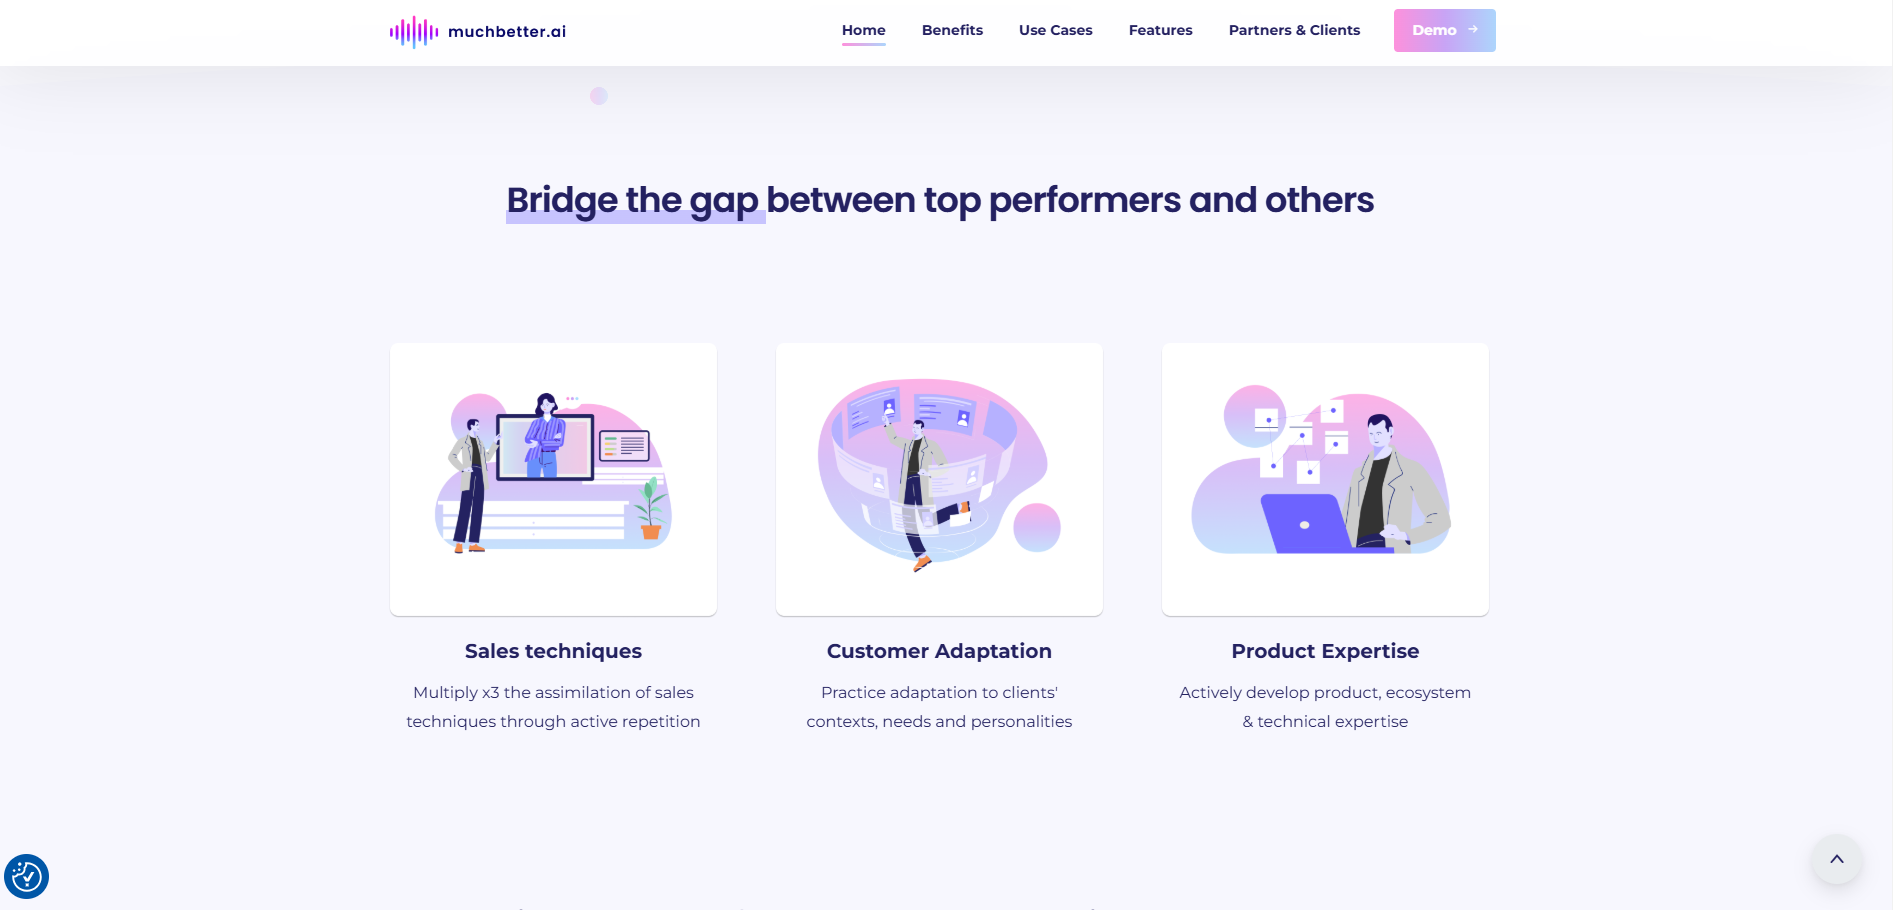 muchbetter.ai
Home Benefits Use Cases Features Partners & Clients Demo
Bridge the gap between top performers and others
Sales techniques
Multiply x3 the assimilation of sales
techniques through active repetition
Customer Adaptation
Practice adaptation to clients'
contexts, needs and personalities
Product Expertise
Actively develop product, ecosystem
& technical expertise